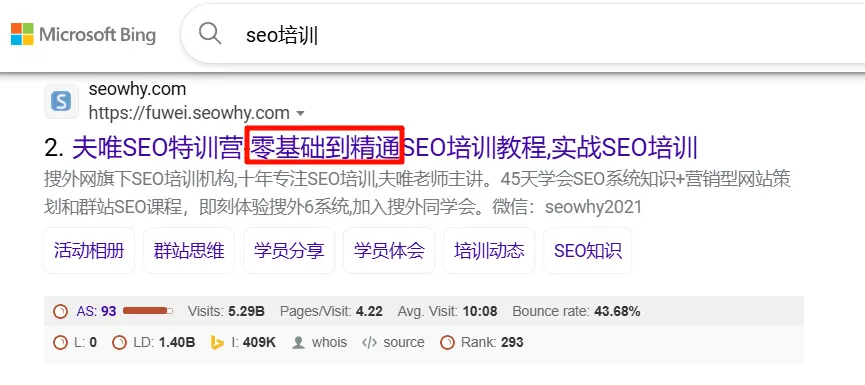 Microsoft Bing
seo培训
seowhy.com
https://fuwei.seowhy.com
2. 夫唯SEO特训营-零基础到精通SEO培训教程,实战SEO培训
搜外网旗下SEO培训机构,十年专注SEO培训,夫唯老师主讲。45天学会SEO系统知识+营销型网站策
划和群站SEO课程，即刻体验搜外6系统,加入搜外同学会。微信：seowhy2021
活动相册 群站思维 学员分享 学员体会 培训动态 SEO知识
AS: 93 Visits: 5.29B Pages/Visit: 4.22 Avg. Visit: 10:08 Bounce rate: 43.68%
L: 0 LD: 1.40B I: 409K whois </> source Rank: 293